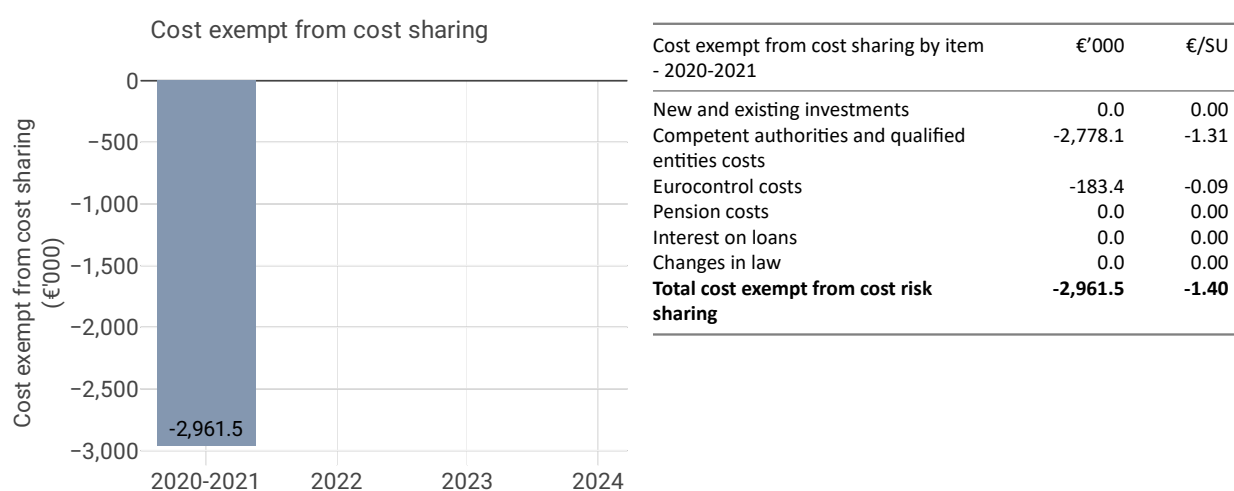 Cost exempt from cost sharing
Cost exempt from cost sharing
(€'000)
0
−500
−1,000
−1,500
−2,000
−2,500
−3,000
-2,961.5
2020-2021 2022 2023 2024
Cost exempt from cost sharing by item €’000 €/SU
- 2020-2021
New and existing investments 0.0 0.00
Competent authorities and qualified -2,778.1 -1.31
entities costs
Eurocontrol costs -183.4 -0.09
Pension costs 0.0 0.00
Interest on loans 0.0 0.00
Changes in law 0.0 0.00
Total cost exempt from cost risk -2,961.5 -1.40
sharing